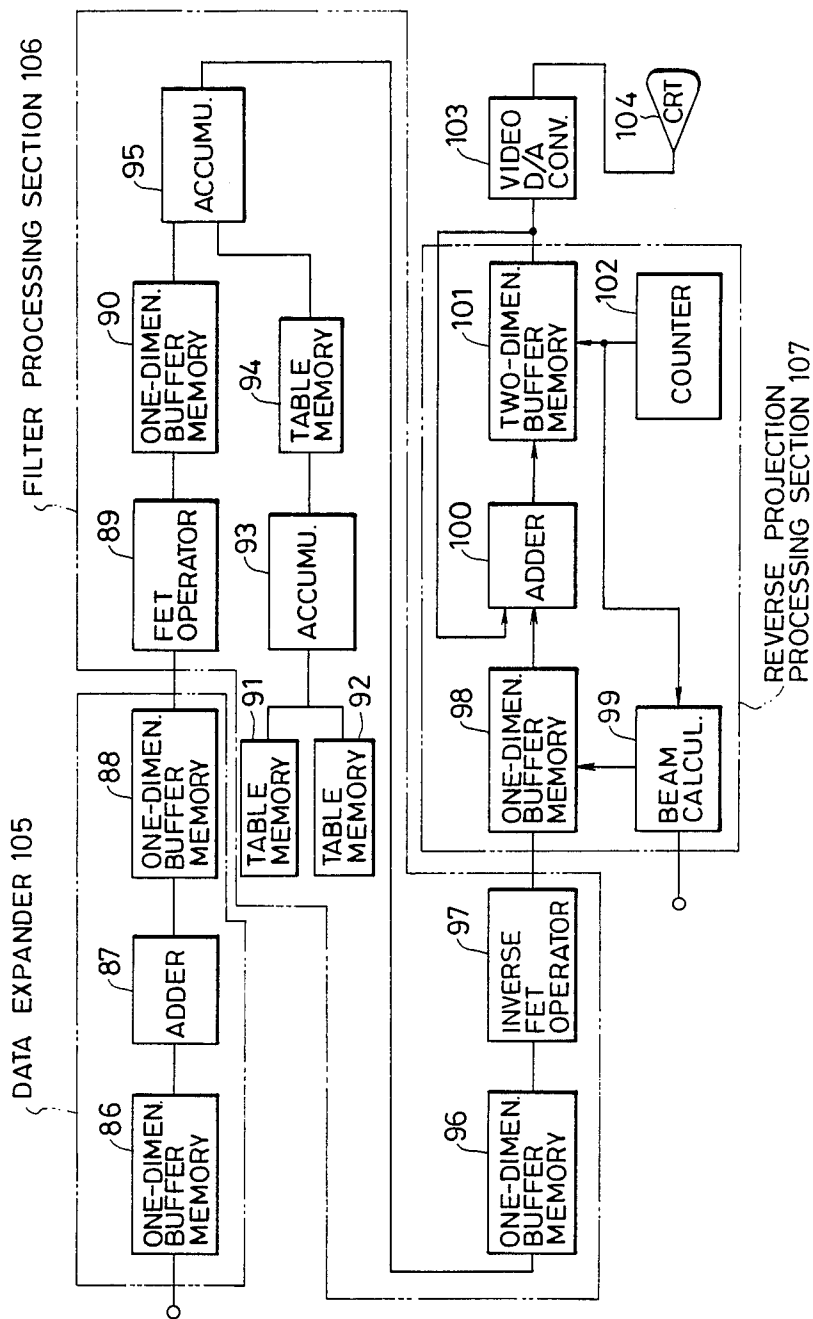 DATA EXPANDER 105
86
ONE-DIMEN.
BUFFER
MEMORY
87
ADDER
88
ONE-DIMEN.
BUFFER
MEMORY
FILTER PROCESSING SECTION 106
89
FET
OPERATOR
90
ONE-DIMEN.
BUFFER
MEMORY
95
ACCUMU.
91
TABLE
MEMORY
92
TABLE
MEMORY
93
ACCUMU.
94
TABLE
MEMORY
96
ONE-DIMEN.
BUFFER
MEMORY
97
INVERSE
FET
OPERATOR
98
ONE-DIMEN.
BUFFER
MEMORY
100
ADDER
101
TWO-DIMEN.
BUFFER
MEMORY
103
VIDEO
D/A
CONV.
104
CRT
99
BEAM
CALCUL.
102
COUNTER
REVERSE PROJECTION
PROCESSING SECTION 107